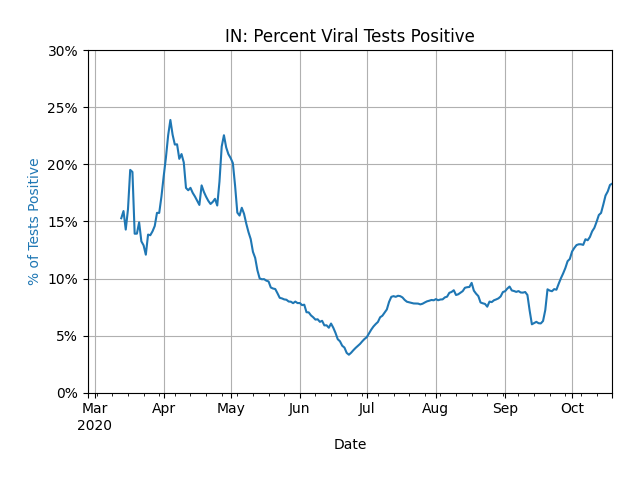 IN: Percent Viral Tests Positive
30%
25%
20%
15%
10%
5%
0%
% of Tests Positive
Mar Apr May Jun Jul Aug Sep Oct
2020
Date